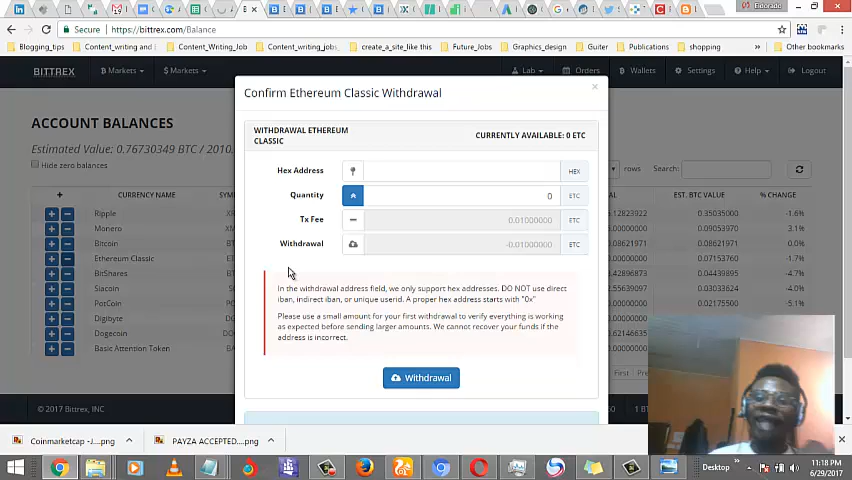 Eldorado
Secure | https://bittrex.com/Balance
Blogging_tips Content_writing and Content_Writing_Job Content_writing_jobs create_a_site_like this Future_Jobs Graphics_design Guiter Publications shopping Other bookmarks
BITTREX Ƀ Markets $ Markets Lab Orders Wallets Settings Help Logout
Confirm Ethereum Classic Withdrawal
×
ACCOUNT BALANCES
Estimated Value: 0.76730349 BTC / 2010.
Hide zero balances
Search:
WITHDRAWAL ETHEREUM
CLASSIC
CURRENTLY AVAILABLE: 0 ETC
Hex Address HEX
Quantity 0 ETC
Tx Fee 0.01000000 ETC
Withdrawal -0.01000000 ETC
In the withdrawal address field, we only support hex addresses. DO NOT use direct
iban, indirect iban, or unique userid. A proper hex address starts with "0x"
Please use a small amount for your first withdrawal to verify everything is working
as expected before sending larger amounts. We cannot recover your funds if the
address is incorrect.
Withdrawal
+ CURRENCY NAME EST. BTC VALUE % CHANGE
Ripple 0.35035000 -1.6%
Monero 0.09053970 -3.1%
Bitcoin 0.08621971 0.0%
Ethereum Classic 0.07153060 -1.7%
BitShares 0.04439895 -4.7%
Siacoin 0.03033624 -4.0%
PotCoin 0.02175500 -5.1%
Digibyte
Dogecoin
Basic Attention Token
First
© 2017 Bittrex, INC
Coinmarketcap -J....png PAYZA ACCEPTED....png
Desktop
11:18 PM
6/29/2017